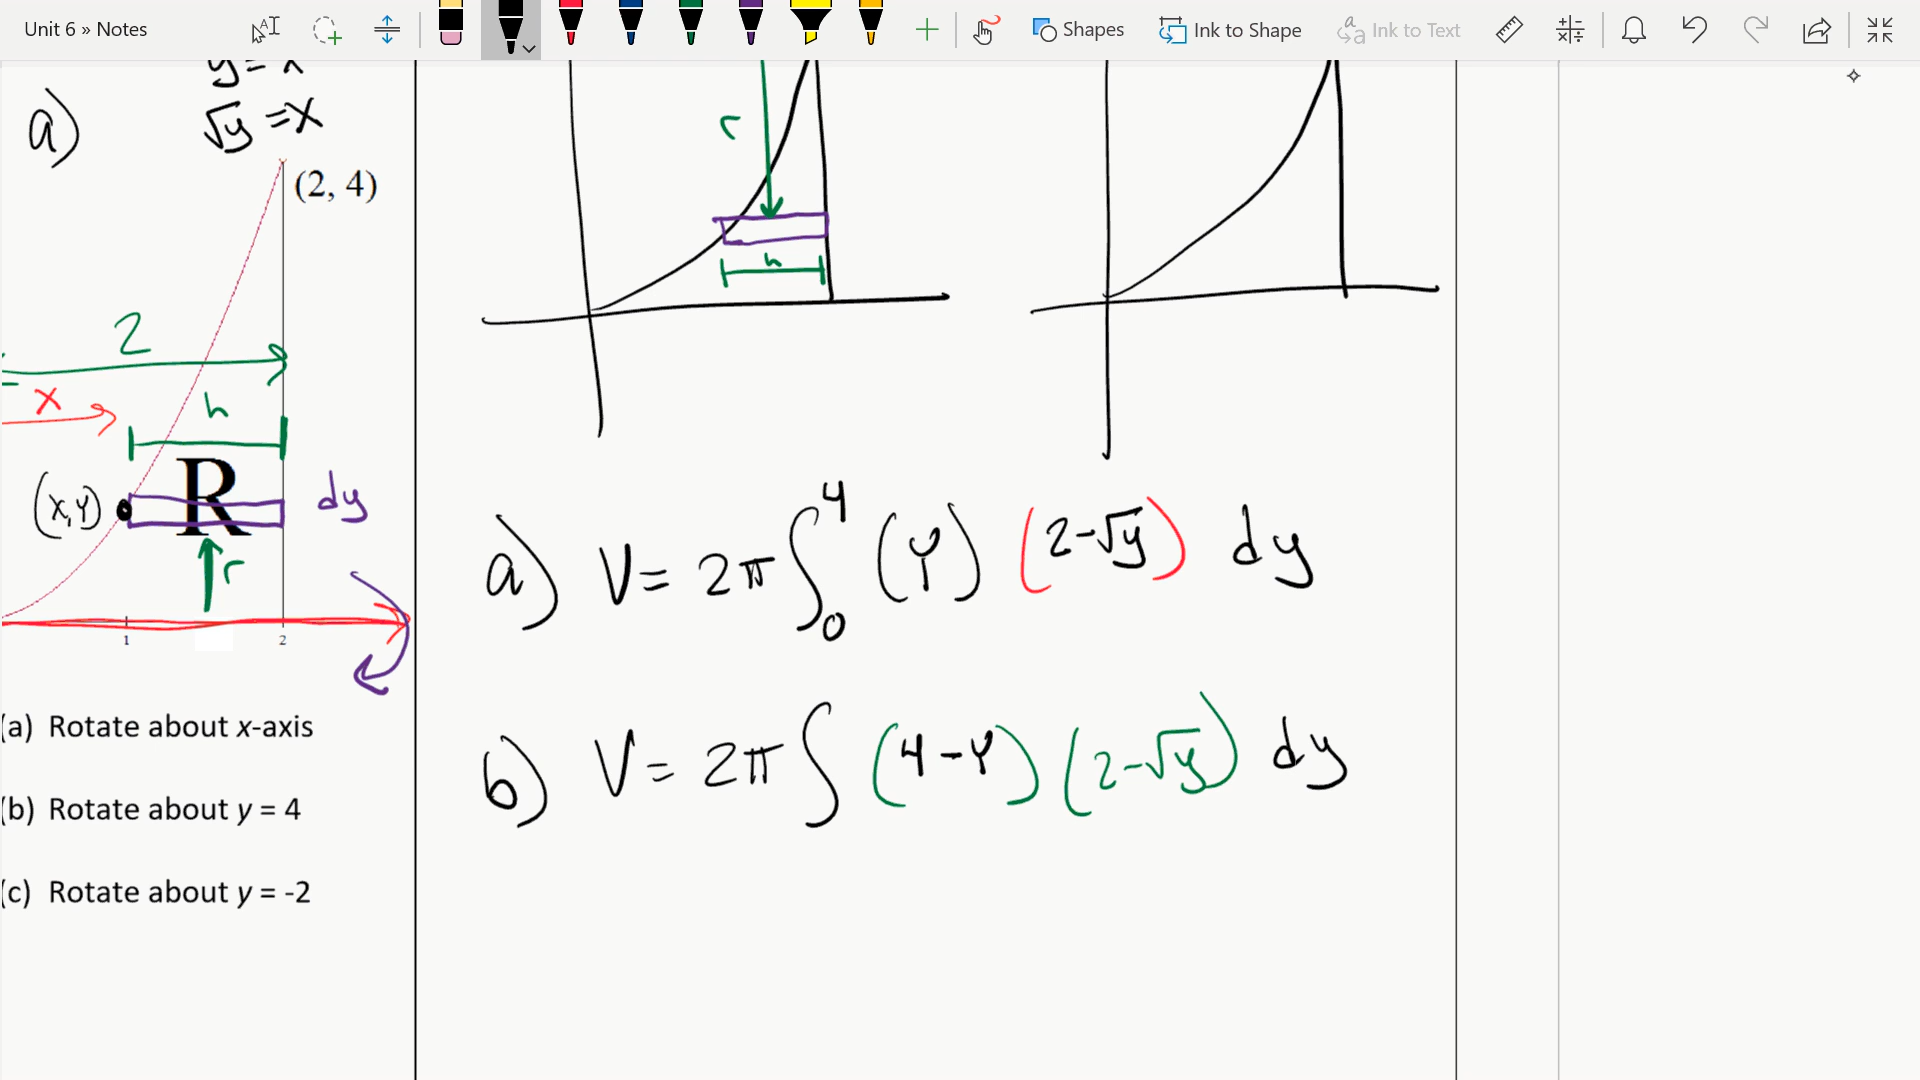 Unit 6 » Notes
Shapes
Ink to Shape
Ink to Text
a)
√y = x
(2, 4)
r
h
2
x
h
(x,y)
R
dy
r
1
2
a) V = 2π ∫₀⁴ (y) (2-√y) dy
(a) Rotate about x-axis
b) V = 2π ∫ (4-y) (2-√y) dy
(b) Rotate about y = 4
(c) Rotate about y = -2